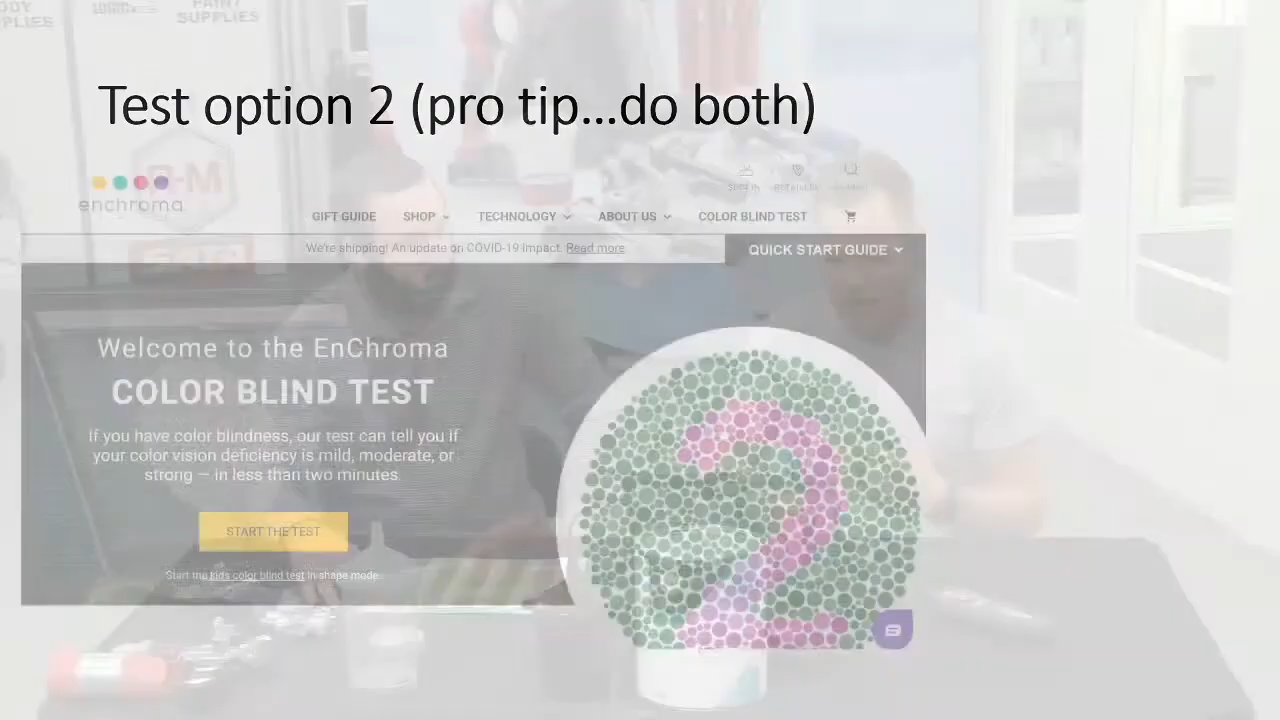 PAINT
SUPPLIES
Test option 2 (pro tip...do both)
enchroma
GIFT GUIDE SHOP TECHNOLOGY ABOUT US COLOR BLIND TEST
We're shipping! An update on COVID-19 impact. Read more
QUICK START GUIDE
Welcome to the EnChroma
COLOR BLIND TEST
If you have color blindness, our test can tell you if
your color vision deficiency is mild, moderate, or
strong — in less than two minutes.
START THE TEST
Start the kids color blind test in shape mode.
2